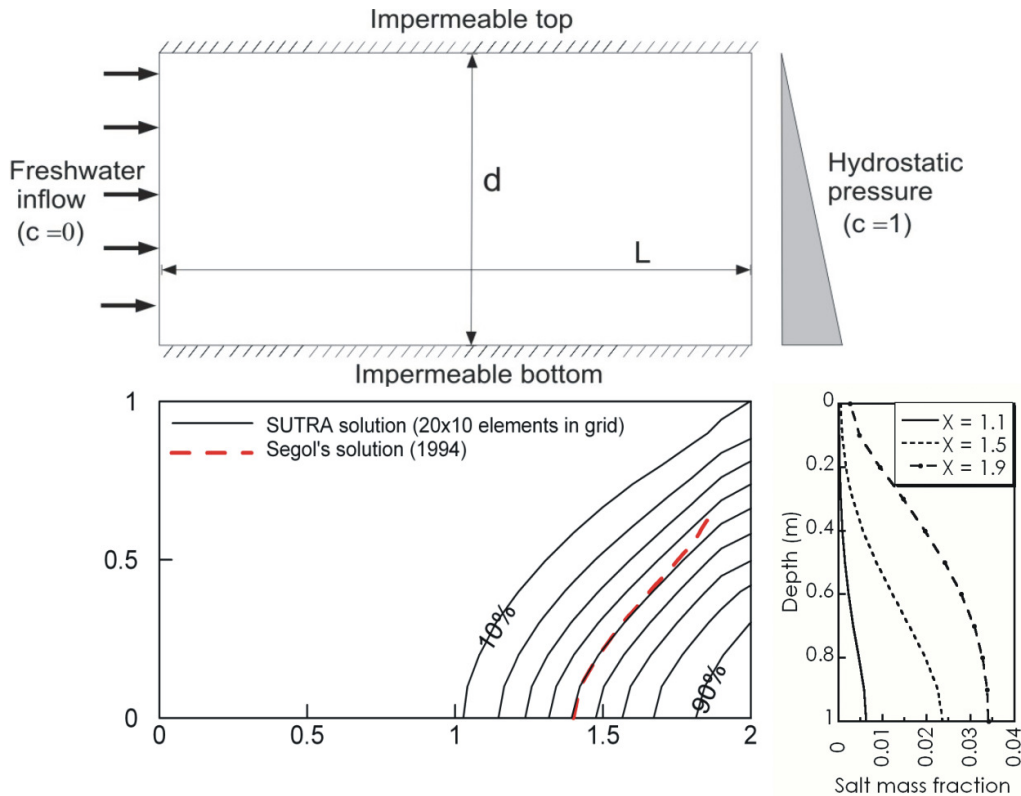 Impermeable top
Freshwater
inflow
(c =0)
d
L
Hydrostatic
pressure
(c=1)
Impermeable bottom
1
0.5
0
0
0.5
1
1.5
2
SUTRA solution (20x10 elements in grid)
Segol's solution (1994)
10%
90%
X = 1.1
X = 1.5
X = 1.9
Depth (m)
0
0.2
0.4
0.6
0.8
1
0
0.01
0.02
0.03
0.04
Salt mass fraction